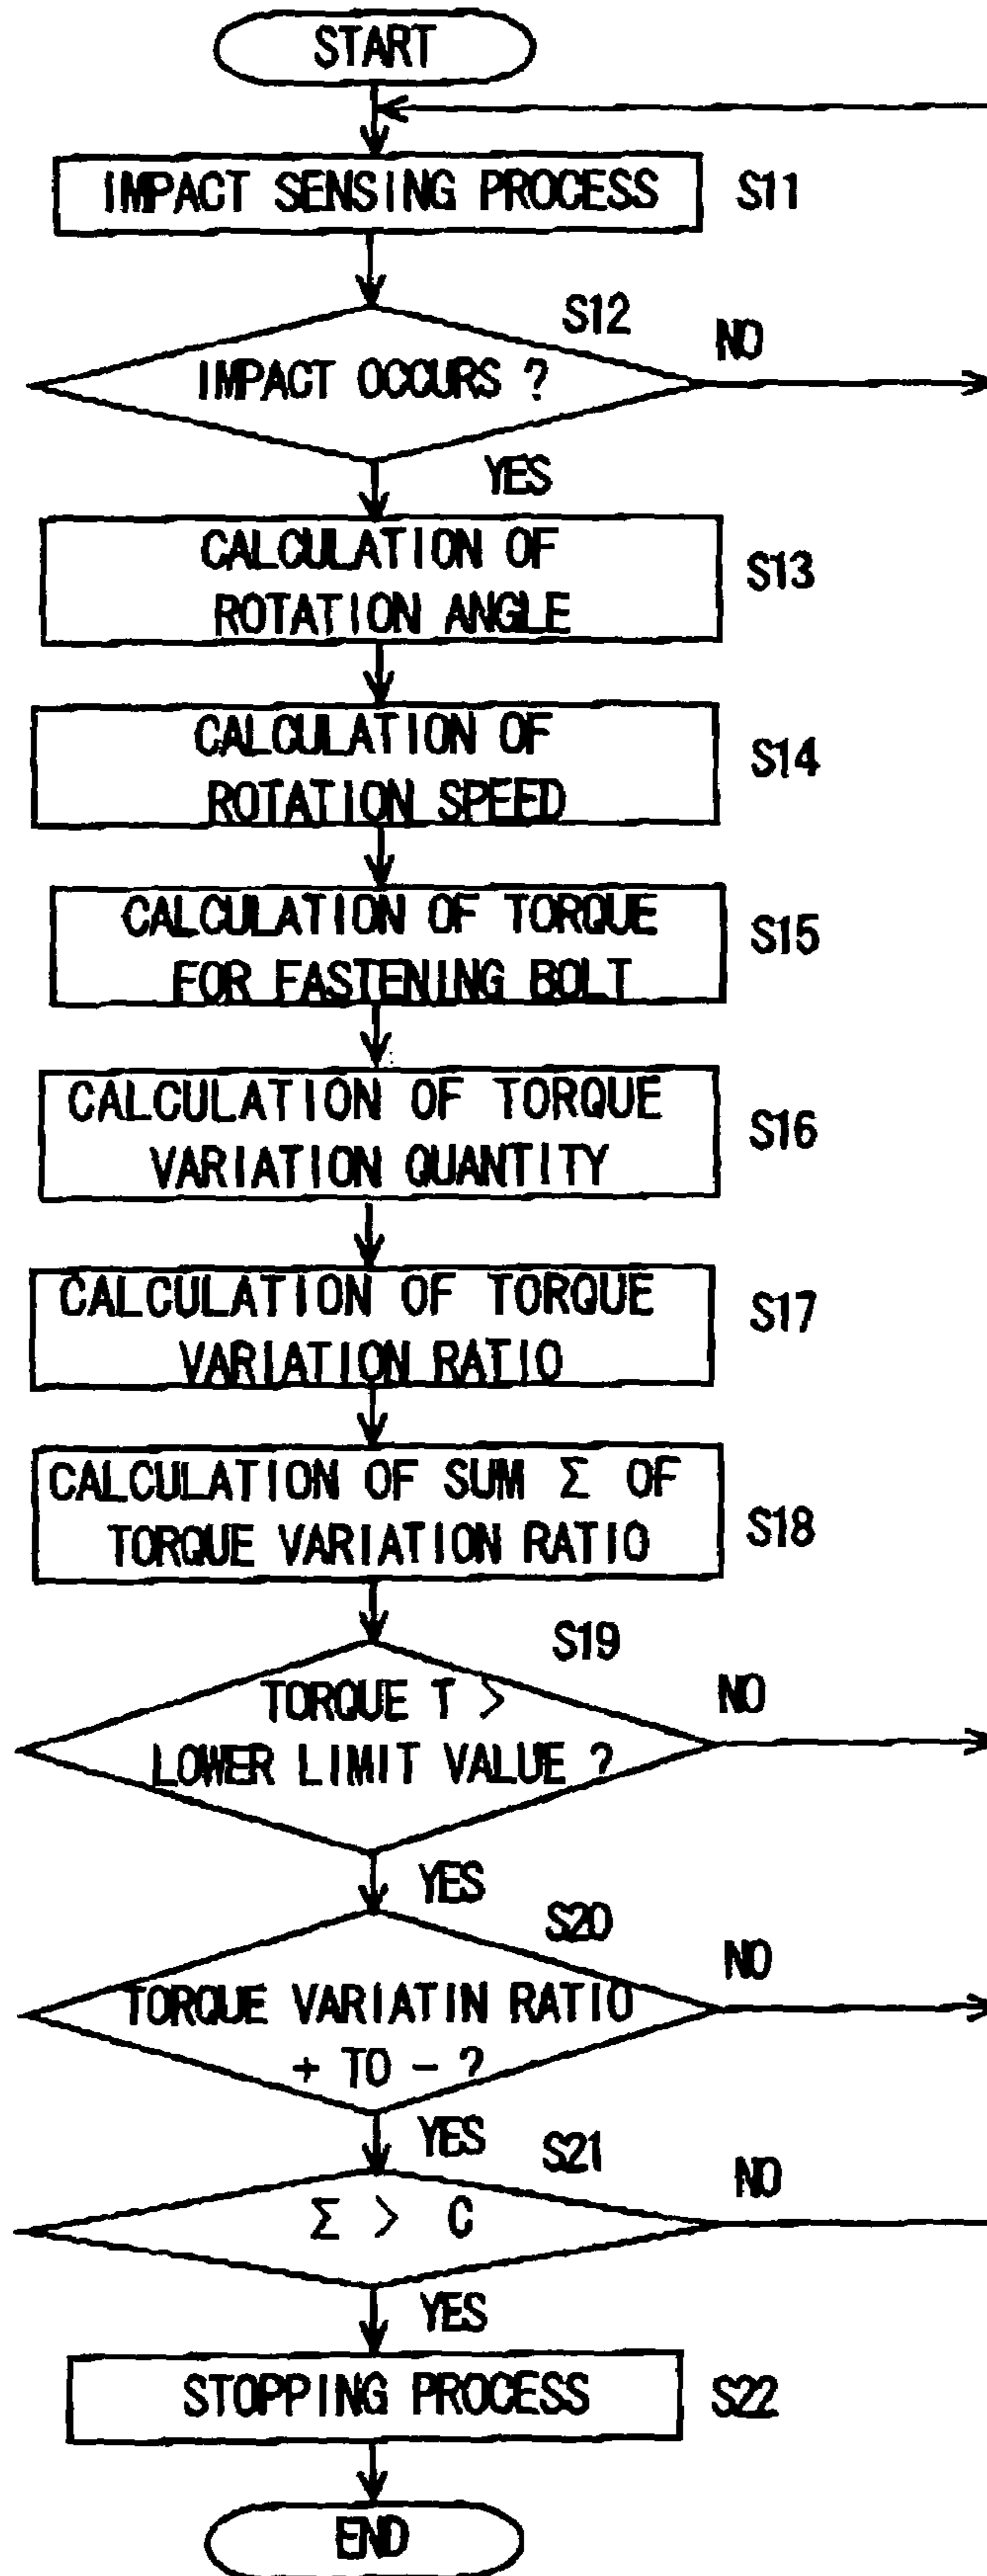 START
IMPACT SENSING PROCESS S11
S12
IMPACT OCCURS ? NO
YES
CALCULATION OF
ROTATION ANGLE
S13
CALCULATION OF
ROTATION SPEED
S14
CALCULATION OF TORQUE
FOR FASTENING BOLT
S15
CALCULATION OF TORQUE
VARIATION QUANTITY
S16
CALCULATION OF TORQUE
VARIATION RATIO
S17
CALCULATION OF SUM Σ OF
TORQUE VARIATION RATIO
S18
S19
TORQUE T >
LOWER LIMIT VALUE ?
NO
YES
S20
TORQUE VARIATIN RATIO
+ TO - ?
NO
YES
S21
Σ > C
NO
YES
STOPPING PROCESS S22
END